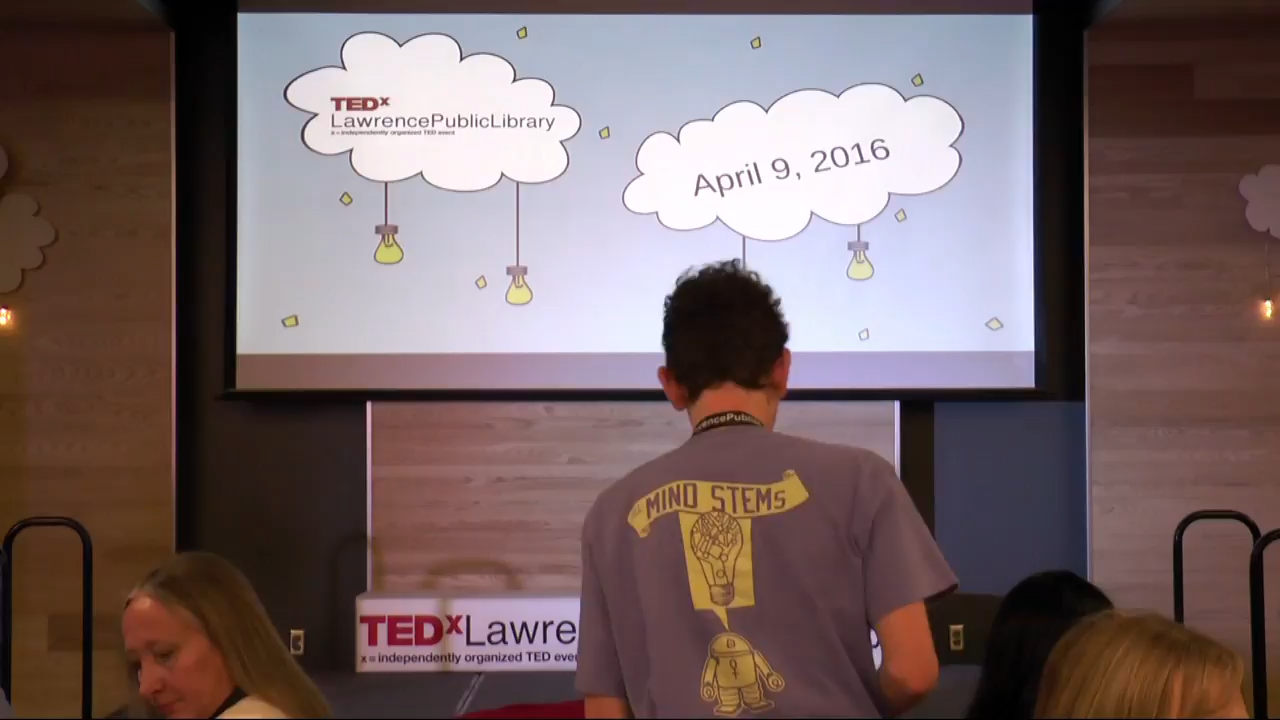 TEDx
LawrencePublicLibrary
x = independently organized TED event
April 9, 2016
MIND STEMs
TEDxLawre
x = independently organized TED eve